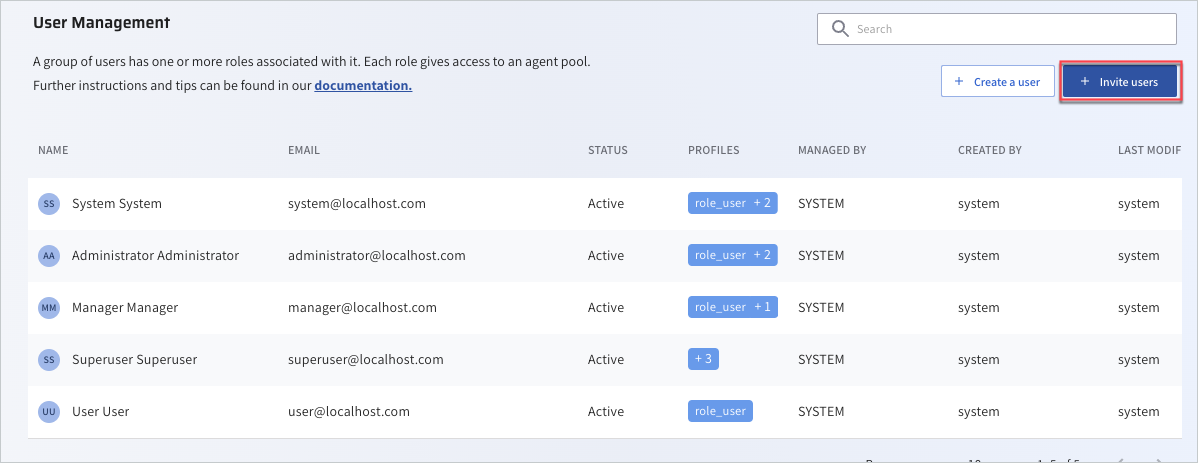 User Management
Search
A group of users has one or more roles associated with it. Each role gives access to an agent pool.
Further instructions and tips can be found in our documentation.
+ Create a user + Invite users
NAME EMAIL STATUS PROFILES MANAGED BY CREATED BY LAST MODIF
SS System System system@localhost.com Active role_user + 2 SYSTEM system system
AA Administrator Administrator administrator@localhost.com Active role_user + 2 SYSTEM system system
MM Manager Manager manager@localhost.com Active role_user + 1 SYSTEM system system
SS Superuser Superuser superuser@localhost.com Active + 3 SYSTEM system system
UU User User user@localhost.com Active role_user SYSTEM system system